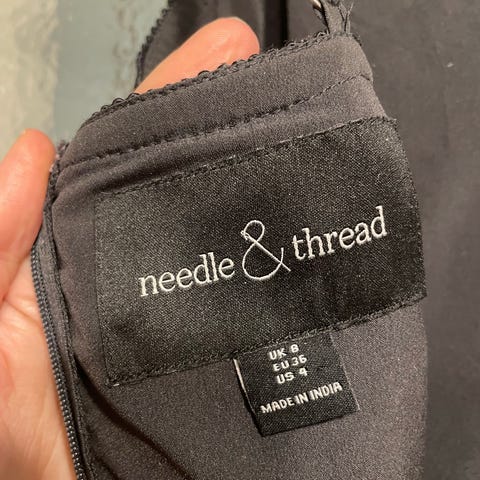 needle & thread
UK 8
EU 36
US 4
MADE IN INDIA